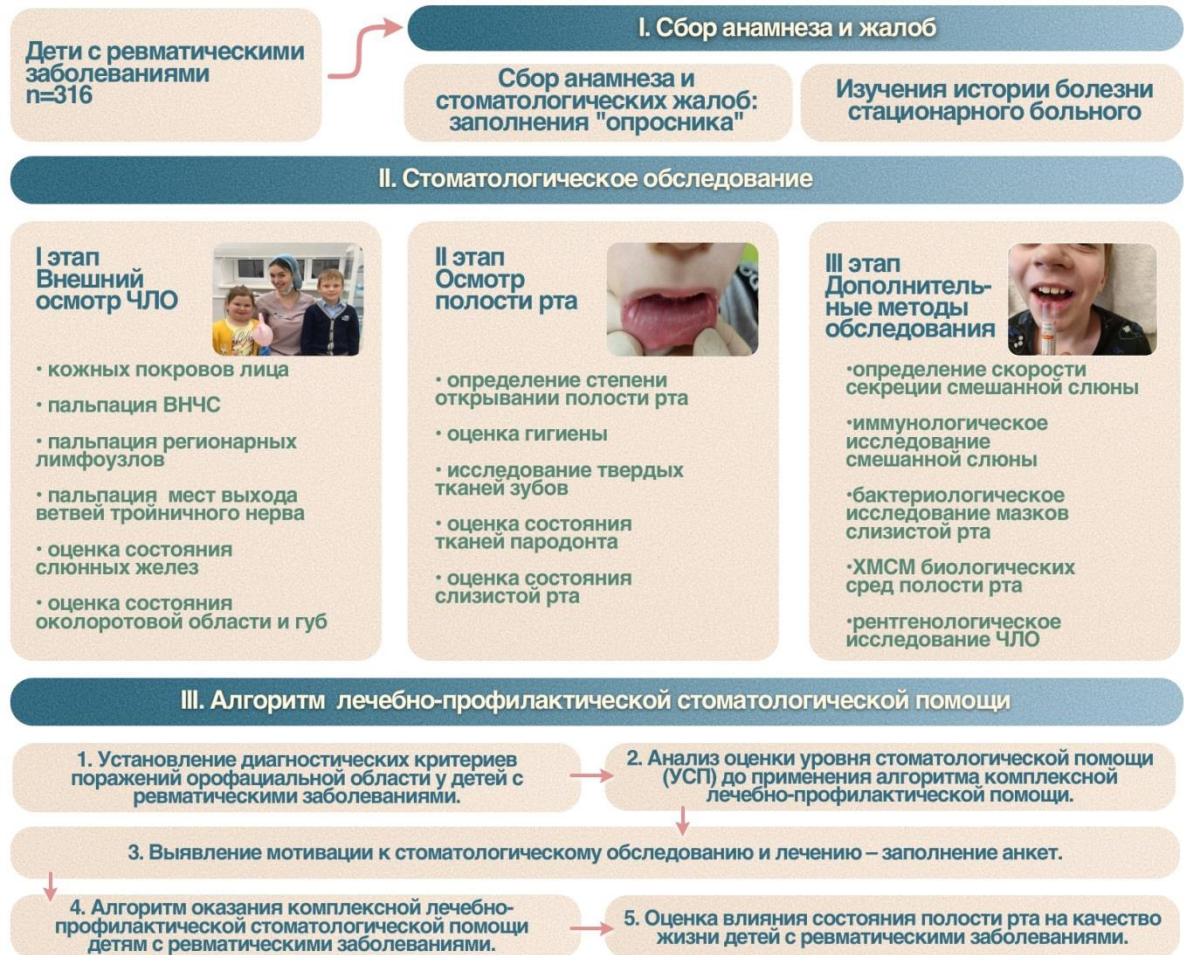 Дети с ревматическими
заболеваниями
n=316
I. Сбор анамнеза и жалоб
Сбор анамнеза и
стоматологических жалоб:
заполнения "опросника"
Изучения истории болезни
стационарного больного
II. Стоматологическое обследование
I этап
Внешний
осмотр ЧЛО
• кожных покровов лица
• пальпация ВНЧС
• пальпация регионарных
лимфоузлов
• пальпация мест выхода
ветвей тройничного нерва
• оценка состояния
слюнных желез
• оценка состояния
околоротовой области и губ
II этап
Осмотр
полости рта
• определение степени
открывании полости рта
• оценка гигиены
• исследование твердых
тканей зубов
• оценка состояния
тканей пародонта
• оценка состояния
слизистой рта
III этап
Дополнитель-
ные методы
обследования
•определение скорости
секреции смешанной слюны
•иммунологическое
исследование
смешанной слюны
•бактериологическое
исследование мазков
слизистой рта
•ХМСМ биологических
сред полости рта
•рентгенологическое
исследование ЧЛО
III. Алгоритм лечебно-профилактической стоматологической помощи
1. Установление диагностических критериев
поражений орофациальной области у детей с
ревматическими заболеваниями.
2. Анализ оценки уровня стоматологической помощи
(УСП) до применения алгоритма комплексной
лечебно-профилактической помощи.
3. Выявление мотивации к стоматологическому обследованию и лечению – заполнение анкет.
4. Алгоритм оказания комплексной лечебно-
профилактической стоматологической помощи
детям с ревматическими заболеваниями.
5. Оценка влияния состояния полости рта на качество
жизни детей с ревматическими заболеваниями.